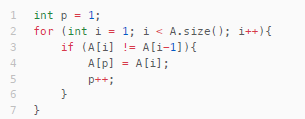 1 int p = 1;
2 for (int i = 1; i < A.size(); i++){
3     if (A[i] != A[i-1]){
4         A[p] = A[i];
5         p++;
6     }
7 }